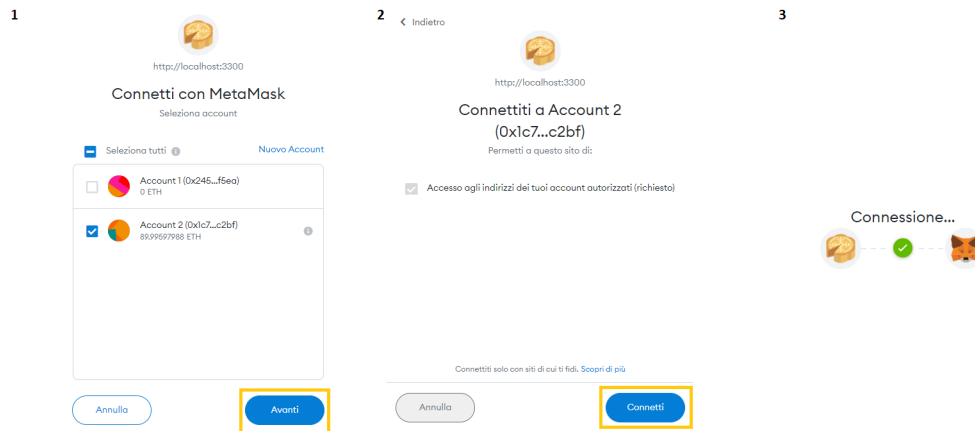 1
http://localhost:3300
Connetti con MetaMask
Seleziona account
Seleziona tutti
Nuovo Account
Account 1 (0x245...f5ea)
0 ETH
Account 2 (0x1c7...c2bf)
89.99597988 ETH
Annulla
Avanti
2
Indietro
http://localhost:3300
Connettiti a Account 2
(0x1c7...c2bf)
Permetti a questo sito di:
Accesso agli indirizzi dei tuoi account autorizzati (richiesto)
Connettiti solo con siti di cui ti fidi. Scopri di più
Annulla
Connetti
3
Connessione...